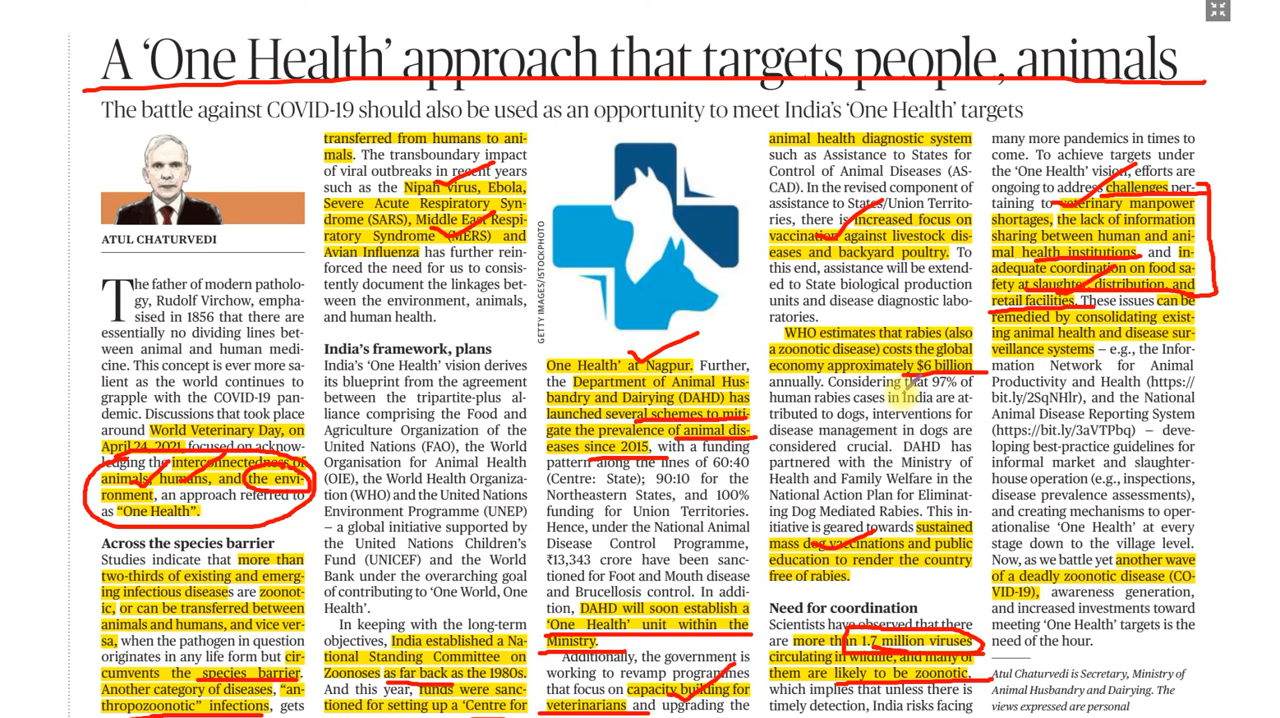 A ‘One Health’ approach that targets people, animals
The battle against COVID-19 should also be used as an opportunity to meet India’s ‘One Health’ targets
ATUL CHATURVEDI
The father of modern patholo-
gy, Rudolf Virchow, empha-
sised in 1856 that there are
essentially no dividing lines bet-
ween animal and human medi-
cine. This concept is ever more sa-
lient as the world continues to
grapple with the COVID-19 pan-
demic. Discussions that took place
around World Veterinary Day, on
April 24, 2021, focused on acknow-
ledging the interconnectedness of
animals, humans, and the envi-
ronment, an approach referred to
as “One Health”.
Across the species barrier
Studies indicate that more than
two-thirds of existing and emerg-
ing infectious diseases are zoonot-
ic, or can be transferred between
animals and humans, and vice ver-
sa, when the pathogen in question
originates in any life form but cir-
cumvents the species barrier.
Another category of diseases, “an-
thropozoonotic” infections, gets
transferred from humans to ani-
mals. The transboundary impact
of viral outbreaks in recent years
such as the Nipah virus, Ebola,
Severe Acute Respiratory Syn-
drome (SARS), Middle East Respi-
ratory Syndrome (MERS) and
Avian Influenza has further rein-
forced the need for us to consis-
tently document the linkages bet-
ween the environment, animals,
and human health.
India’s framework, plans
India’s ‘One Health’ vision derives
its blueprint from the agreement
between the tripartite-plus al-
liance comprising the Food and
Agriculture Organization of the
United Nations (FAO), the World
Organisation for Animal Health
(OIE), the World Health Organiza-
tion (WHO) and the United Nations
Environment Programme (UNEP)
– a global initiative supported by
the United Nations Children’s
Fund (UNICEF) and the World
Bank under the overarching goal
of contributing to ‘One World, One
Health’.
In keeping with the long-term
objectives, India established a Na-
tional Standing Committee on
Zoonoses as far back as the 1980s.
And this year, funds were sanc-
tioned for setting up a ‘Centre for
GETTY IMAGES/ISTOCKPHOTO
One Health’ at Nagpur. Further,
the Department of Animal Hus-
bandry and Dairying (DAHD) has
launched several schemes to miti-
gate the prevalence of animal dis-
eases since 2015, with a funding
pattern along the lines of 60:40
(Centre: State); 90:10 for the
Northeastern States, and 100%
funding for Union Territories.
Hence, under the National Animal
Disease Control Programme,
₹13,343 crore have been sanc-
tioned for Foot and Mouth disease
and Brucellosis control. In addi-
tion, DAHD will soon establish a
‘One Health’ unit within the
Ministry.
Additionally, the government is
working to revamp programmes
that focus on capacity building for
veterinarians and upgrading the
animal health diagnostic system
such as Assistance to States for
Control of Animal Diseases (AS-
CAD). In the revised component of
assistance to States/Union Territo-
ries, there is increased focus on
vaccination against livestock dis-
eases and backyard poultry. To
this end, assistance will be extend-
ed to State biological production
units and disease diagnostic labo-
ratories.
WHO estimates that rabies (also
a zoonotic disease) costs the global
economy approximately $6 billion
annually. Considering that 97% of
human rabies cases in India are at-
tributed to dogs, interventions for
disease management in dogs are
considered crucial. DAHD has
partnered with the Ministry of
Health and Family Welfare in the
National Action Plan for Eliminat-
ing Dog Mediated Rabies. This in-
itiative is geared towards sustained
mass dog vaccinations and public
education to render the country
free of rabies.
Need for coordination
Scientists have observed that there
are more than 1.7 million viruses
circulating in wildlife, and many of
them are likely to be zoonotic,
which implies that unless there is
timely detection, India risks facing
many more pandemics in times to
come. To achieve targets under
the ‘One Health’ vision, efforts are
ongoing to address challenges per-
taining to veterinary manpower
shortages, the lack of information
sharing between human and ani-
mal health institutions, and in-
adequate coordination on food sa-
fety at slaughter, distribution, and
retail facilities. These issues can be
remedied by consolidating exist-
ing animal health and disease sur-
veillance systems – e.g., the Infor-
mation Network for Animal
Productivity and Health (https://
bit.ly/2SqNHlr), and the National
Animal Disease Reporting System
(https://bit.ly/3aVTPbq) — deve-
loping best-practice guidelines for
informal market and slaughter-
house operation (e.g., inspections,
disease prevalence assessments),
and creating mechanisms to oper-
ationalise ‘One Health’ at every
stage down to the village level.
Now, as we battle yet another wave
of a deadly zoonotic disease (CO-
VID-19), awareness generation,
and increased investments toward
meeting ‘One Health’ targets is the
need of the hour.
Atul Chaturvedi is Secretary, Ministry of
Animal Husbandry and Dairying. The
views expressed are personal